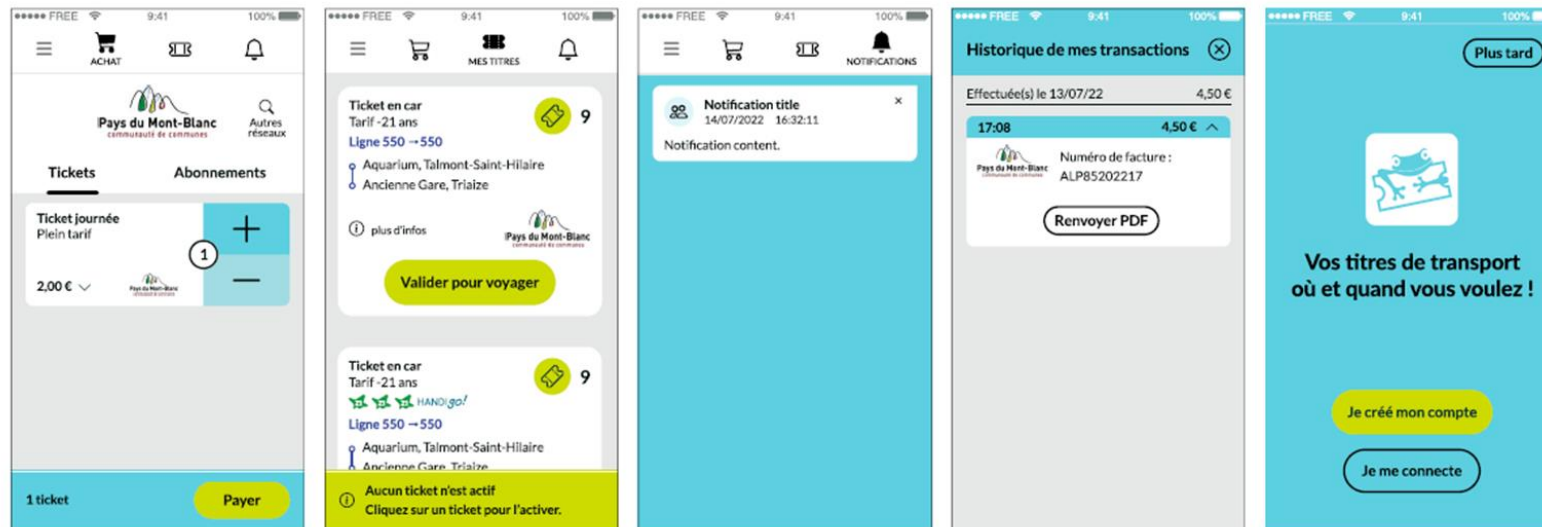 FREE 9:41 100%
ACHAT
Pays du Mont-Blanc
communauté de communes
Autres
réseaux
Tickets Abonnements
Ticket journée
Plein tarif
1
2,00 €
Pays du Mont-Blanc
1 ticket Payer
FREE 9:41 100%
MES TITRES
Ticket en car
Tarif -21 ans
9
Ligne 550 → 550
Aquarium, Talmont-Saint-Hilaire
Ancienne Gare, Triaize
plus d'infos
Pays du Mont-Blanc
communauté de communes
Valider pour voyager
Ticket en car
Tarif -21 ans
9
HANDIgo!
Ligne 550 → 550
Aquarium, Talmont-Saint-Hilaire
Ancienne Gare, Triaize
Aucun ticket n'est actif
Cliquez sur un ticket pour l'activer.
FREE 9:41 100%
NOTIFICATIONS
Notification title ×
14/07/2022 16:32:11
Notification content.
FREE 9:41 100%
Historique de mes transactions
Effectuée(s) le 13/07/22 4,50 €
17:08 4,50 €
Pays du Mont-Blanc
Numéro de facture :
ALP85202217
Renvoyer PDF
FREE 9:41 100%
Plus tard
Vos titres de transport
où et quand vous voulez !
Je créé mon compte
Je me connecte